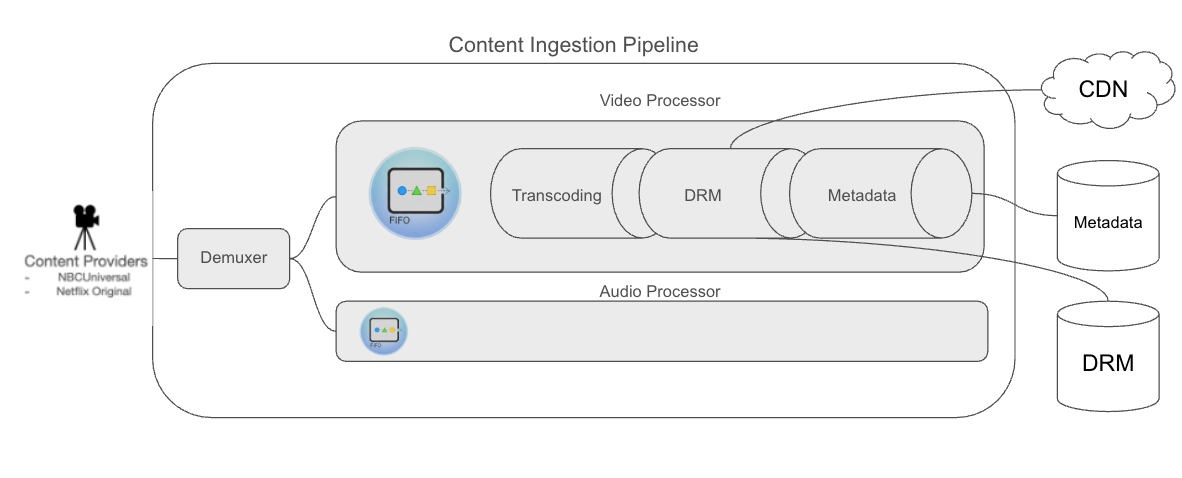 Content Ingestion Pipeline
Video Processor
CDN
FIFO
Transcoding
DRM
Metadata
Metadata
Content Providers
- NBCUniversal
- Netflix Original
Demuxer
Audio Processor
FIFO
DRM